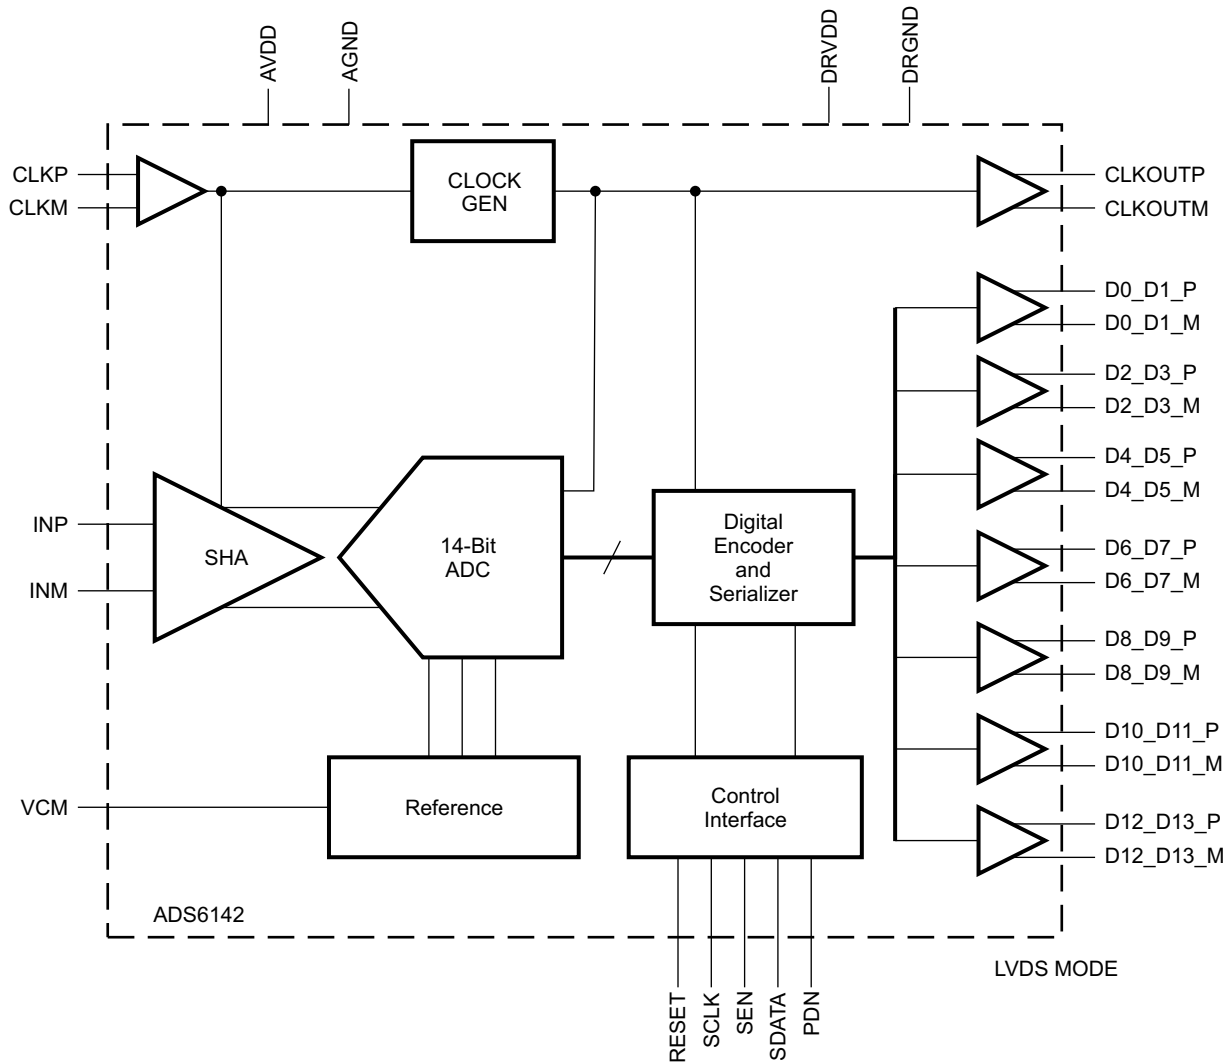 AVDD
AGND
DRVDD
DRGND
CLKP
CLKM
CLOCK
GEN
CLKOUTP
CLKOUTM
D0_D1_P
D0_D1_M
D2_D3_P
D2_D3_M
D4_D5_P
D4_D5_M
INP
INM
SHA
14-Bit
ADC
Digital
Encoder
and
Serializer
D6_D7_P
D6_D7_M
D8_D9_P
D8_D9_M
D10_D11_P
D10_D11_M
VCM
Reference
Control
Interface
D12_D13_P
D12_D13_M
ADS6142
LVDS MODE
RESET
SCLK
SEN
SDATA
PDN